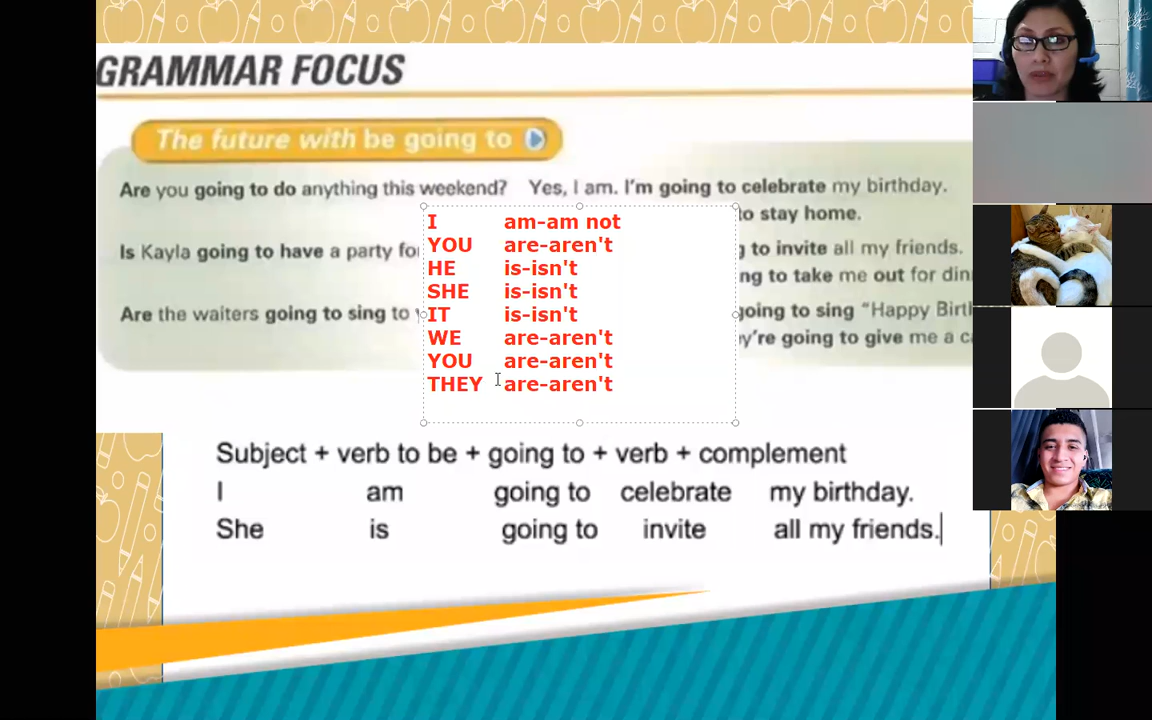 GRAMMAR FOCUS
The future with be going to
Are you going to do anything this weekend? Yes, I am. I'm going to celebrate my birthday.
to stay home.
Is Kayla going to have a party for
to invite all my friends.
going to take me out for din
Are the waiters going to sing to
going to sing "Happy Birt
y're going to give me a c
I am-am not
YOU are-aren't
HE is-isn't
SHE is-isn't
IT is-isn't
WE are-aren't
YOU are-aren't
THEY are-aren't
Subject + verb to be + going to + verb + complement
I am going to celebrate my birthday.
She is going to invite all my friends.